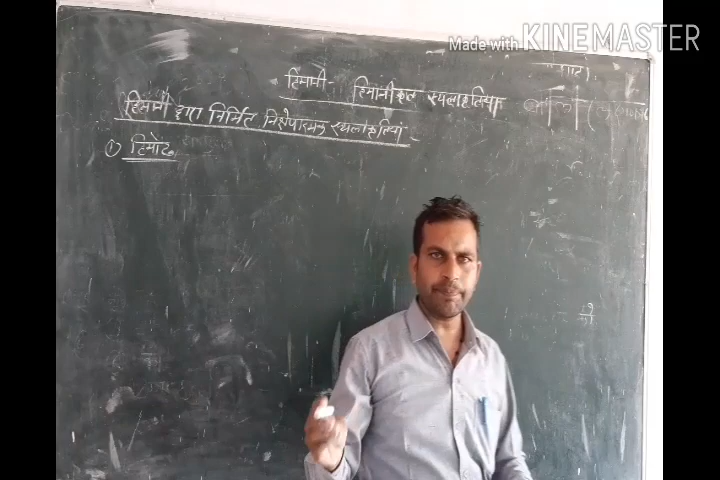 Made with KINEMASTER
हिमानी - हिमानीकृत स्थलाकृतियां
हिमानी द्वारा निर्मित निक्षेपात्मक स्थलाकृतियां -
① हिमोढ